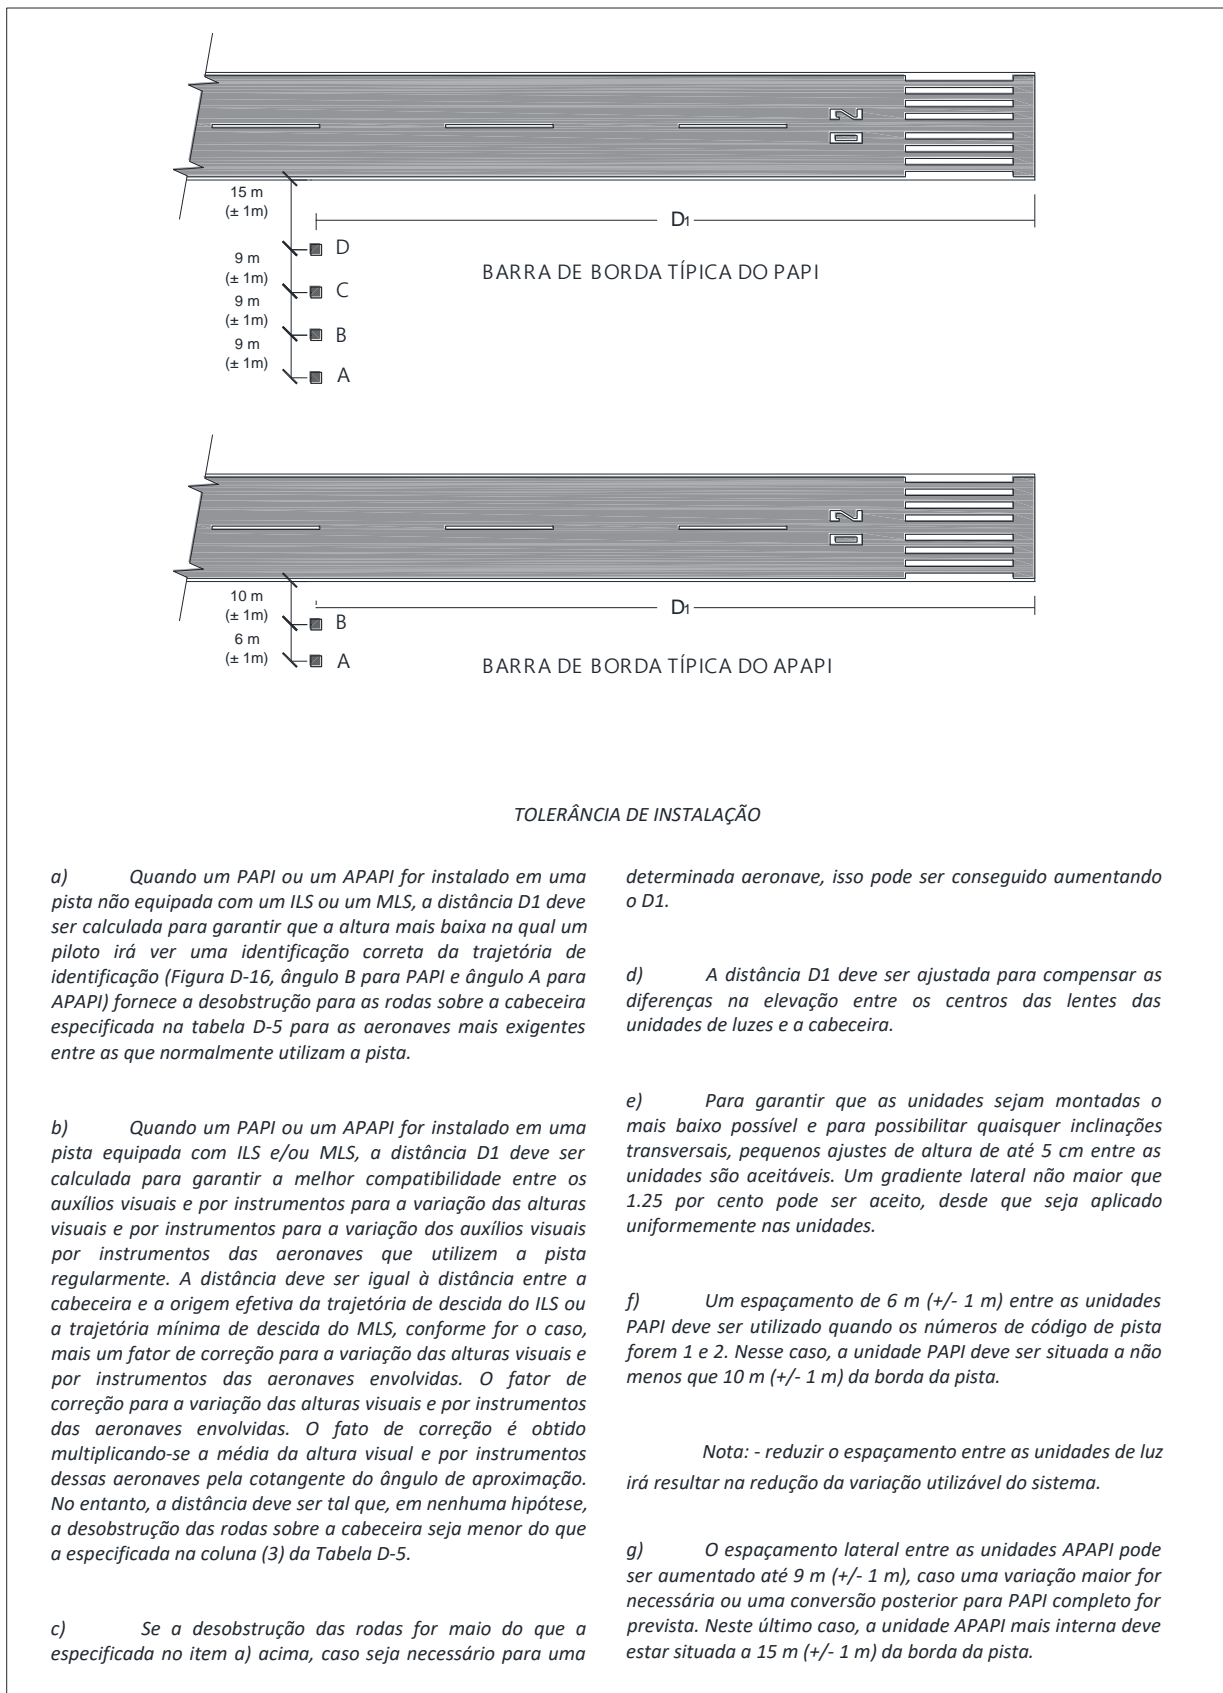 02
15 m
(± 1m)
D1
D
BARRA DE BORDA TÍPICA DO PAPI
9 m
(± 1m)
C
9 m
(± 1m)
B
9 m
(± 1m)
A
02
10 m
(± 1m)
D1
B
6 m
(± 1m)
A
BARRA DE BORDA TÍPICA DO APAPI
TOLERÂNCIA DE INSTALAÇÃO
a) Quando um PAPI ou um APAPI for instalado em uma
pista não equipada com um ILS ou um MLS, a distância D1 deve
ser calculada para garantir que a altura mais baixa na qual um
piloto irá ver uma identificação correta da trajetória de
identificação (Figura D-16, ângulo B para PAPI e ângulo A para
APAPI) fornece a desobstrução para as rodas sobre a cabeceira
especificada na tabela D-5 para as aeronaves mais exigentes
entre as que normalmente utilizam a pista.
b) Quando um PAPI ou um APAPI for instalado em uma
pista equipada com ILS e/ou MLS, a distância D1 deve ser
calculada para garantir a melhor compatibilidade entre os
auxílios visuais e por instrumentos para a variação das alturas
visuais e por instrumentos para a variação dos auxílios visuais
por instrumentos das aeronaves que utilizem a pista
regularmente. A distância deve ser igual à distância entre a
cabeceira e a origem efetiva da trajetória de descida do ILS ou
a trajetória mínima de descida do MLS, conforme for o caso,
mais um fator de correção para a variação das alturas visuais e
por instrumentos das aeronaves envolvidas. O fator de
correção para a variação das alturas visuais e por instrumentos
das aeronaves envolvidas. O fato de correção é obtido
multiplicando-se a média da altura visual e por instrumentos
dessas aeronaves pela cotangente do ângulo de aproximação.
No entanto, a distância deve ser tal que, em nenhuma hipótese,
a desobstrução das rodas sobre a cabeceira seja menor do que
a especificada na coluna (3) da Tabela D-5.
c) Se a desobstrução das rodas for maio do que a
especificada no item a) acima, caso seja necessário para uma
determinada aeronave, isso pode ser conseguido aumentando
o D1.
d) A distância D1 deve ser ajustada para compensar as
diferenças na elevação entre os centros das lentes das
unidades de luzes e a cabeceira.
e) Para garantir que as unidades sejam montadas o
mais baixo possível e para possibilitar quaisquer inclinações
transversais, pequenos ajustes de altura de até 5 cm entre as
unidades são aceitáveis. Um gradiente lateral não maior que
1.25 por cento pode ser aceito, desde que seja aplicado
uniformemente nas unidades.
f) Um espaçamento de 6 m (+/- 1 m) entre as unidades
PAPI deve ser utilizado quando os números de código de pista
forem 1 e 2. Nesse caso, a unidade PAPI deve ser situada a não
menos que 10 m (+/- 1 m) da borda da pista.
Nota: - reduzir o espaçamento entre as unidades de luz
irá resultar na redução da variação utilizável do sistema.
g) O espaçamento lateral entre as unidades APAPI pode
ser aumentado até 9 m (+/- 1 m), caso uma variação maior for
necessária ou uma conversão posterior para PAPI completo for
prevista. Neste último caso, a unidade APAPI mais interna deve
estar situada a 15 m (+/- 1 m) da borda da pista.